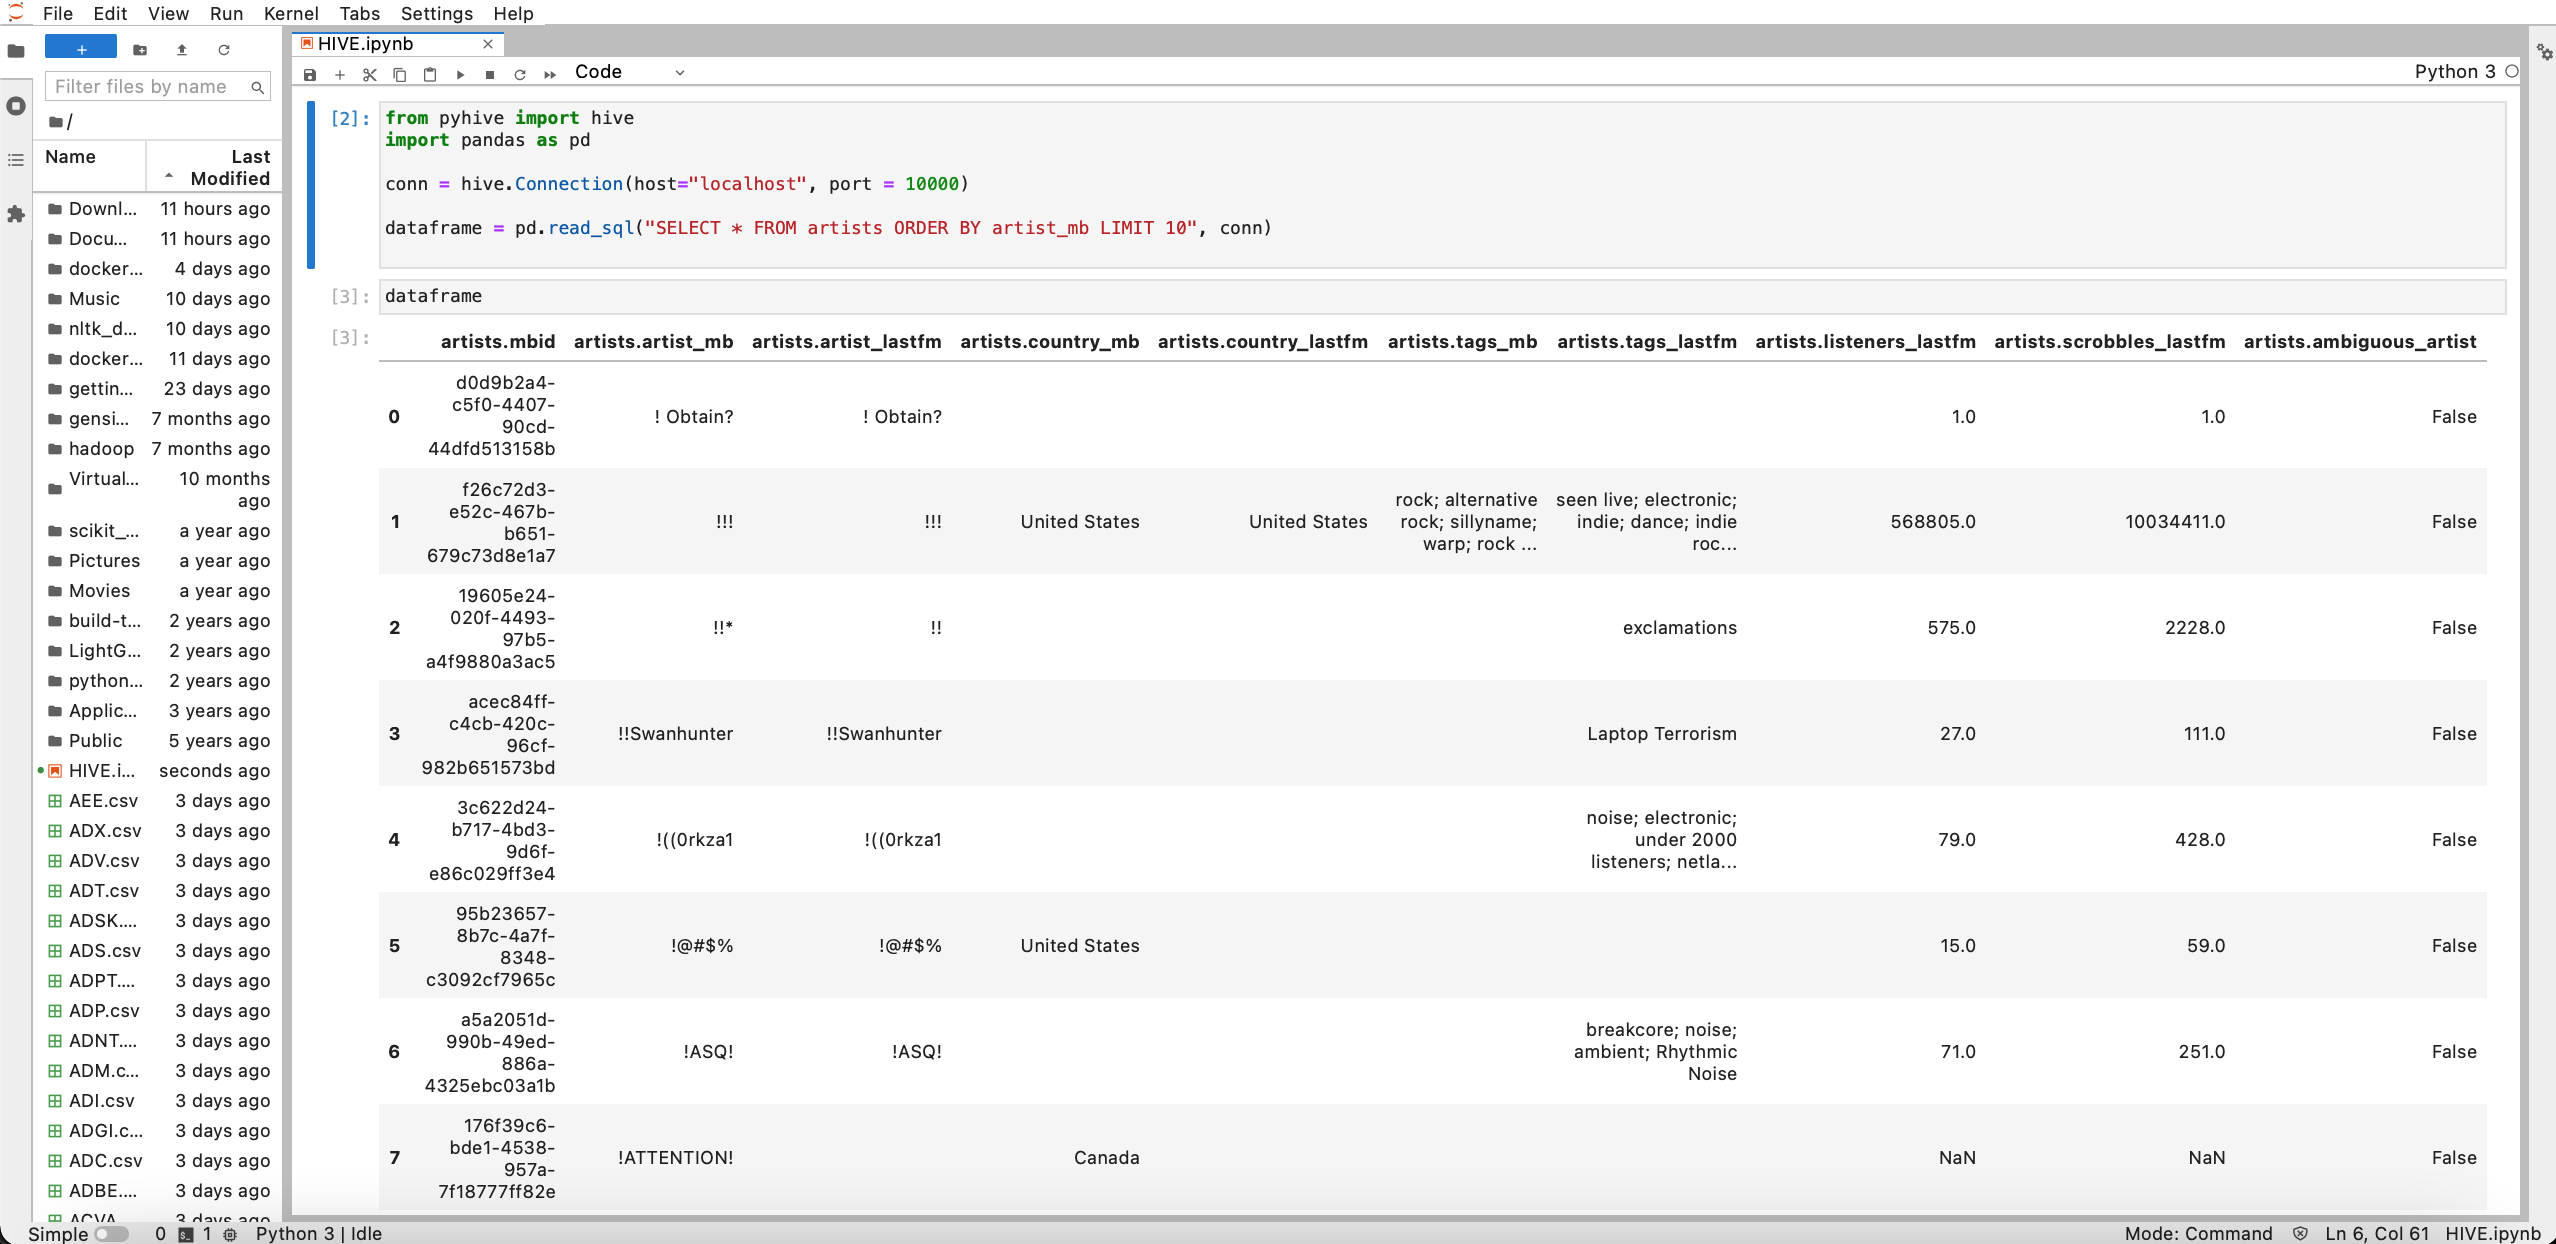 File Edit View Run Kernel Tabs Settings Help
+
Filter files by name
/
Name Last Modified
Downl... 11 hours ago
Docu... 11 hours ago
docker... 4 days ago
Music 10 days ago
nltk_d... 10 days ago
docker... 11 days ago
gettin... 23 days ago
gensi... 7 months ago
hadoop 7 months ago
Virtual... 10 months ago
scikit_... a year ago
Pictures a year ago
Movies a year ago
build-t... 2 years ago
LightG... 2 years ago
python... 2 years ago
Applic... 3 years ago
Public 5 years ago
HIVE.i... seconds ago
AEE.csv 3 days ago
ADX.csv 3 days ago
ADV.csv 3 days ago
ADT.csv 3 days ago
ADSK.... 3 days ago
ADS.csv 3 days ago
ADPT.... 3 days ago
ADP.csv 3 days ago
ADNT.... 3 days ago
ADM.c... 3 days ago
ADI.csv 3 days ago
ADGI.c... 3 days ago
ADC.csv 3 days ago
ADBE.... 3 days ago
ACVA 3 days ago
HIVE.ipynb
Code
Python 3
[2]: from pyhive import hive
import pandas as pd
conn = hive.Connection(host="localhost", port = 10000)
dataframe = pd.read_sql("SELECT * FROM artists ORDER BY artist_mb LIMIT 10", conn)
[3]: dataframe
[3]:
artists.mbid artists.artist_mb artists.artist_lastfm artists.country_mb artists.country_lastfm artists.tags_mb artists.tags_lastfm artists.listeners_lastfm artists.scrobbles_lastfm artists.ambiguous_artist
0 d0d9b2a4-c5f0-4407-90cd-44dfd513158b ! Obtain? ! Obtain? 1.0 1.0 False
1 f26c72d3-e52c-467b-b651-679c73d8e1a7 !!! !!! United States United States rock; alternative rock; sillyname; warp; rock ... seen live; electronic; indie; dance; indie roc... 568805.0 10034411.0 False
2 19605e24-020f-4493-97b5-a4f9880a3ac5 !!* !! exclamations 575.0 2228.0 False
3 acec84ff-c4cb-420c-96cf-982b651573bd !!Swanhunter !!Swanhunter Laptop Terrorism 27.0 111.0 False
4 3c622d24-b717-4bd3-9d6f-e86c029ff3e4 !((0rkza1 !((0rkza1 noise; electronic; under 2000 listeners; netla... 79.0 428.0 False
5 95b23657-8b7c-4a7f-8348-c3092cf7965c !@#$% !@#$% United States 15.0 59.0 False
6 a5a2051d-990b-49ed-886a-4325ebc03a1b !ASQ! !ASQ! breakcore; noise; ambient; Rhythmic Noise 71.0 251.0 False
7 176f39c6-bde1-4538-957a-7f18777ff82e !ATTENTION! Canada NaN NaN False
Simple 0 1 Python 3 | Idle Mode: Command Ln 6, Col 61 HIVE.ipynb